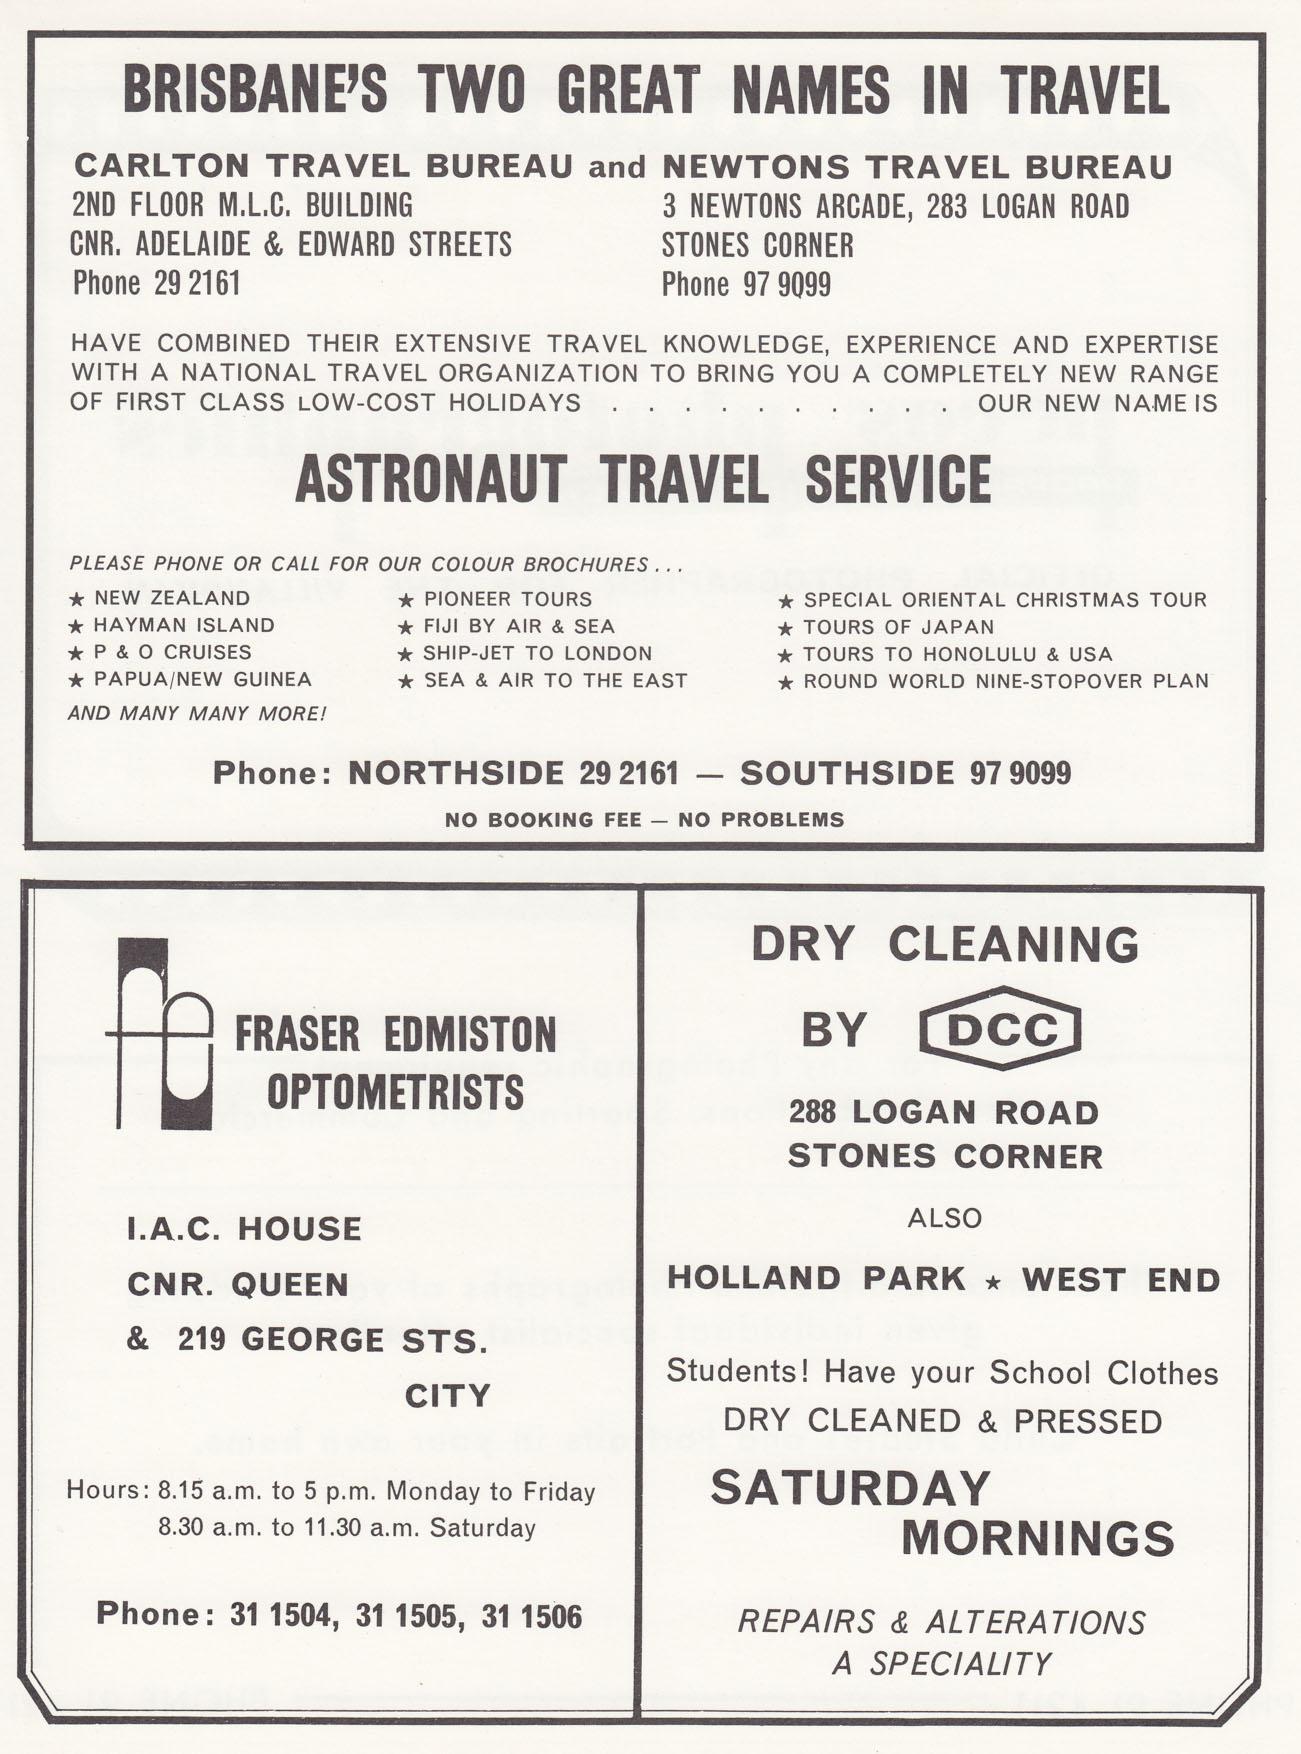 BRISBANE'S TWO GREAT NAMES IN TRAVEL
CARLTON TRAVEL BUREAU and NEWTONS TRAVEL BUREAU
2ND FLOOR M.L.C. BUILDING
CNR. ADELAIDE & EDWARD STREETS
Phone 29 2161
3 NEWTONS ARCADE, 283 LOGAN ROAD
STONES CORNER
Phone 97 9099
HAVE COMBINED THEIR EXTENSIVE TRAVEL KNOWLEDGE, EXPERIENCE AND EXPERTISE
WITH A NATIONAL TRAVEL ORGANIZATION TO BRING YOU A COMPLETELY NEW RANGE
OF FIRST CLASS LOW-COST HOLIDAYS . . . . . . . . . . . . OUR NEW NAME IS
ASTRONAUT TRAVEL SERVICE
PLEASE PHONE OR CALL FOR OUR COLOUR BROCHURES . . .
★ NEW ZEALAND
★ HAYMAN ISLAND
★ P & O CRUISES
★ PAPUA/NEW GUINEA
★ PIONEER TOURS
★ FIJI BY AIR & SEA
★ SHIP-JET TO LONDON
★ SEA & AIR TO THE EAST
★ SPECIAL ORIENTAL CHRISTMAS TOUR
★ TOURS OF JAPAN
★ TOURS TO HONOLULU & USA
★ ROUND WORLD NINE-STOPOVER PLAN
AND MANY MANY MORE!
Phone: NORTHSIDE 29 2161 — SOUTHSIDE 97 9099
NO BOOKING FEE — NO PROBLEMS
FRASER EDMISTON
OPTOMETRISTS
I.A.C. HOUSE
CNR. QUEEN
& 219 GEORGE STS.
CITY
Hours: 8.15 a.m. to 5 p.m. Monday to Friday
8.30 a.m. to 11.30 a.m. Saturday
Phone: 31 1504, 31 1505, 31 1506
DRY CLEANING
BY DCC
288 LOGAN ROAD
STONES CORNER
ALSO
HOLLAND PARK ★ WEST END
Students! Have your School Clothes
DRY CLEANED & PRESSED
SATURDAY
MORNINGS
REPAIRS & ALTERATIONS
A SPECIALITY